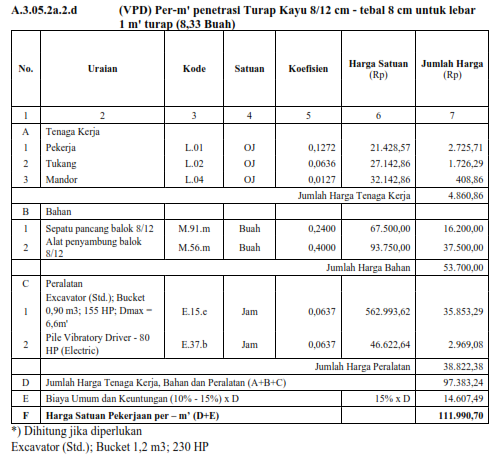 A.3.05.2a.2.d (VPD) Per-m' penetrasi Turap Kayu 8/12 cm - tebal 8 cm untuk lebar
1 m' turap (8,33 Buah)
No. Uraian Kode Satuan Koefisien Harga Satuan (Rp) Jumlah Harga (Rp)
1 2 3 4 5 6 7
A Tenaga Kerja
1 Pekerja L.01 OJ 0,1272 21.428,57 2.725,71
2 Tukang L.02 OJ 0,0636 27.142,86 1.726,29
3 Mandor L.04 OJ 0,0127 32.142,86 408,86
Jumlah Harga Tenaga Kerja 4.860,86
B Bahan
1 Sepatu pancang balok 8/12 M.91.m Buah 0,2400 67.500,00 16.200,00
2 Alat penyambung balok 8/12 M.56.m Buah 0,4000 93.750,00 37.500,00
Jumlah Harga Bahan 53.700,00
C Peralatan
1 Excavator (Std.); Bucket 0,90 m3; 155 HP; Dmax = 6,6m' E.15.e Jam 0,0637 562.993,62 35.853,29
2 Pile Vibratory Driver - 80 HP (Electric) E.37.b Jam 0,0637 46.622,64 2.969,08
Jumlah Harga Peralatan 38.822,38
D Jumlah Harga Tenaga Kerja, Bahan dan Peralatan (A+B+C) 97.383,24
E Biaya Umum dan Keuntungan (10% - 15%) x D 15% x D 14.607,49
F Harga Satuan Pekerjaan per – m' (D+E) 111.990,70
*) Dihitung jika diperlukan
Excavator (Std.); Bucket 1,2 m3; 230 HP